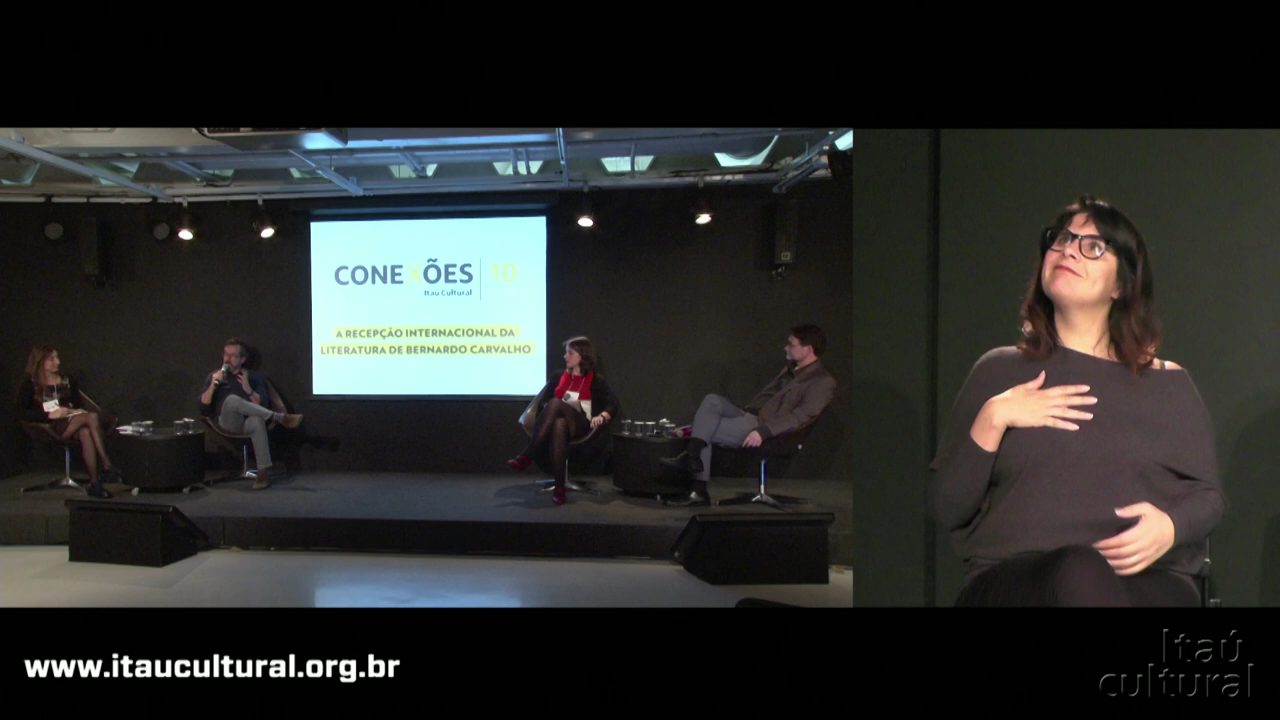 CONEXÕES 10
Itaú Cultural
A RECEPÇÃO INTERNACIONAL DA
LITERATURA DE BERNARDO CARVALHO
www.itaucultural.org.br
Itaú
cultural